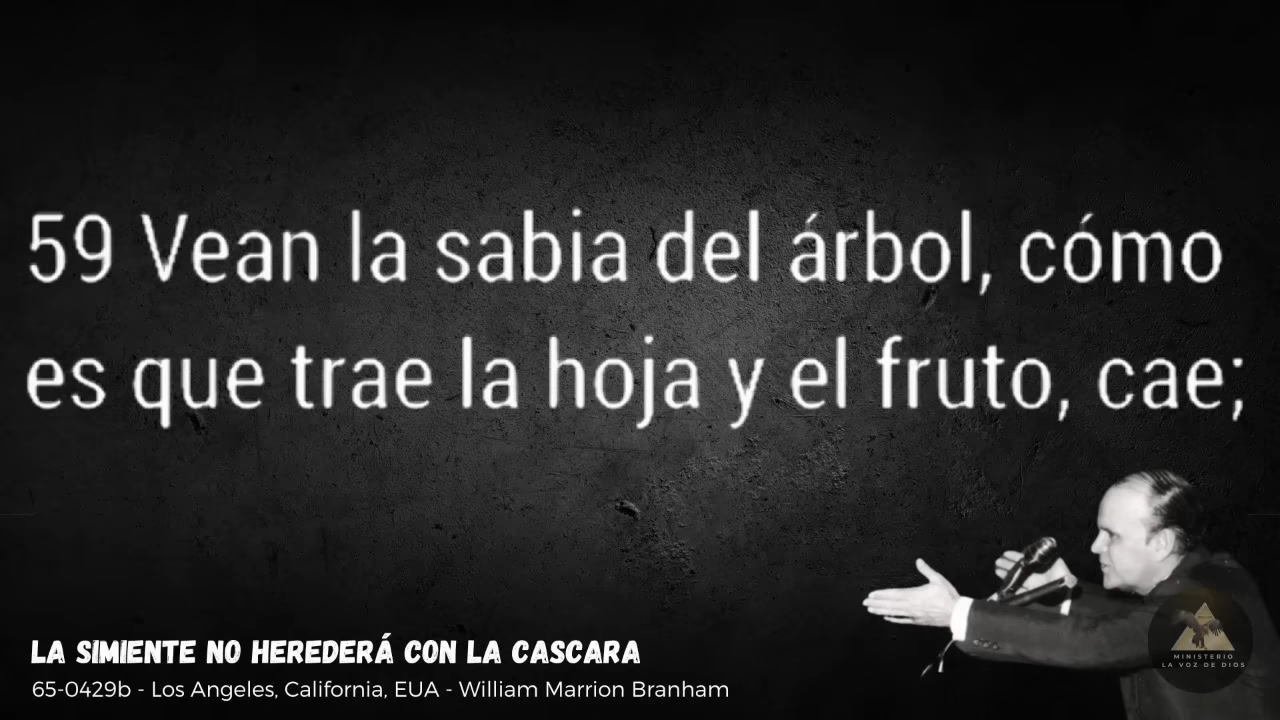 59 Vean la sabia del árbol, cómo
es que trae la hoja y el fruto, cae;
LA SIMIENTE NO HEREDERÁ CON LA CASCARA
65-0429b - Los Angeles, California, EUA - William Marrion Branham
MINISTERIO
LA VOZ DE DIOS